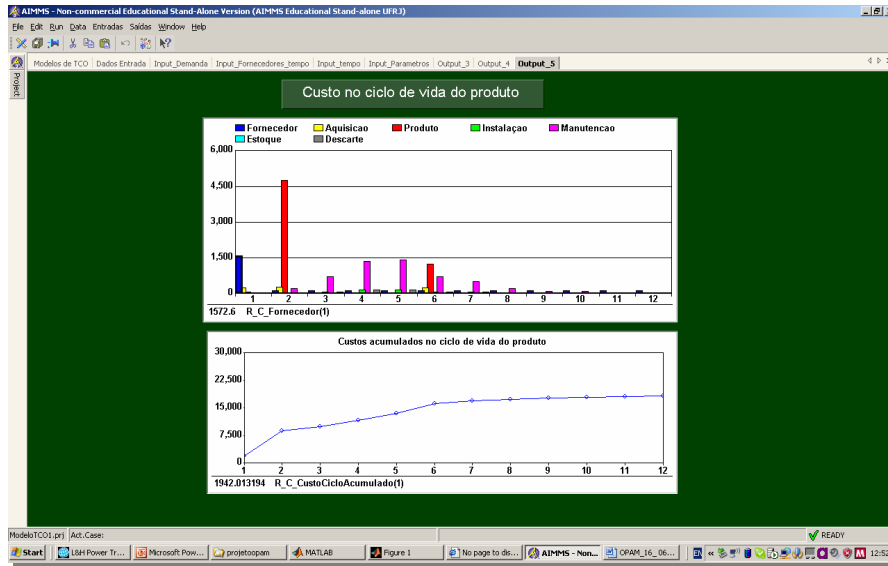 AIMMS - Non-commercial Educational Stand-Alone Version (AIMMS Educational Stand-alone UFRJ)
File Edit Run Data Entradas Saídas Window Help
Modelos de TCO Dados Entrada Input_Demanda Input_Fornecedores_tempo Input_tempo Input_Parametros Output_3 Output_4 Output_5
Project
Custo no ciclo de vida do produto
Fornecedor Aquisicao Produto Instalaçao Manutencao
Estoque Descarte
6,000
4,500
3,000
1,500
0
1 2 3 4 5 6 7 8 9 10 11 12
1572.6 R_C_Fornecedor(1)
Custos acumulados no ciclo de vida do produto
30,000
22,500
15,000
7,500
0
1 2 3 4 5 6 7 8 9 10 11 12
1942.013194 R_C_CustoCicloAcumulado(1)
ModeloTCO1.prj Act.Case: READY
Start L&H Power Tr... Microsoft Pow... projetoopam MATLAB Figure 1 No page to dis... AIMMS - Non... OPAM_16_06... EN 12:52